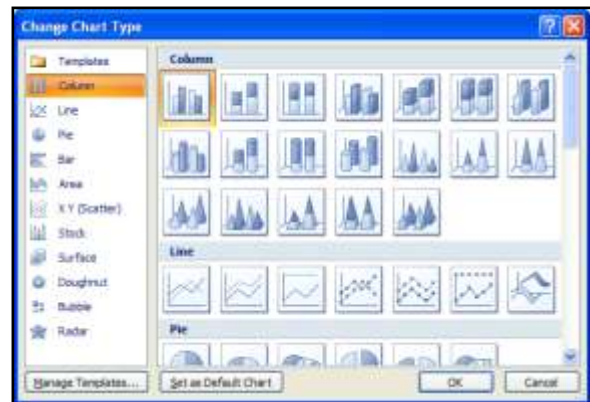 Change Chart Type
Templates
Column
Line
Pie
Bar
Area
X Y (Scatter)
Stock
Surface
Doughnut
Bubble
Radar
Column
Line
Pie
Manage Templates...
Set as Default Chart
OK
Cancel